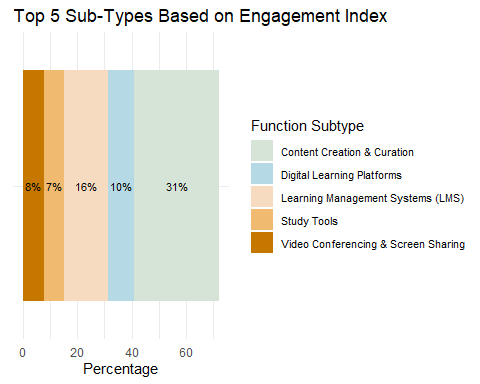 Top 5 Sub-Types Based on Engagement Index
8% 7% 16% 10% 31%
0 20 40 60
Percentage
Function Subtype
Content Creation & Curation
Digital Learning Platforms
Learning Management Systems (LMS)
Study Tools
Video Conferencing & Screen Sharing